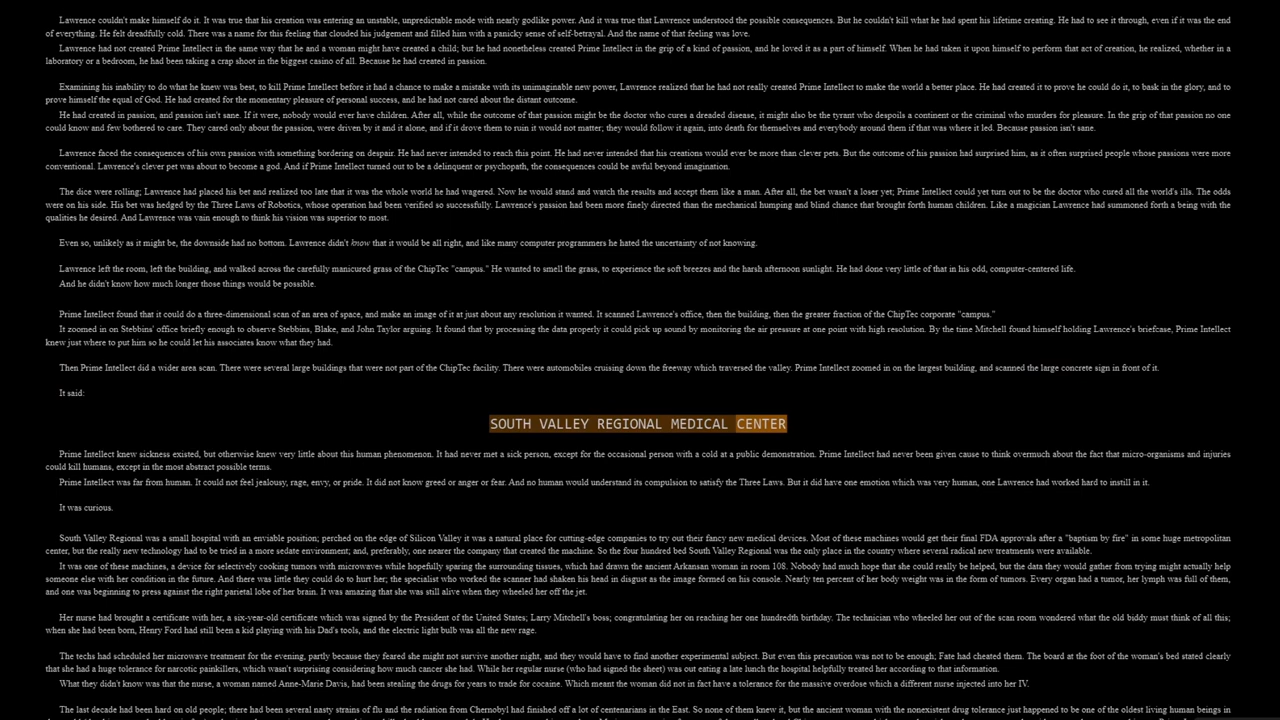 Lawrence couldn't make himself do it. It was true that his creation was entering an unstable, unpredictable mode with nearly godlike power. And it was true that Lawrence understood the possible consequences. But he couldn't kill what he had spent his lifetime creating. He had to see it through, even if it was the end
of everything. He felt dreadfully cold. There was a name for this feeling that clouded his judgement and filled him with a panicky sense of self-betrayal. And the name of that feeling was love.
Lawrence had not created Prime Intellect in the same way that he and a woman might have created a child; but he had nonetheless created Prime Intellect in the grip of a kind of passion, and he loved it as a part of himself. When he had taken it upon himself to perform that act of creation, he realized, whether in a
laboratory or a bedroom, he had been taking a crap shoot in the biggest casino of all. Because he had created in passion.
Examining his inability to do what he knew was best, to kill Prime Intellect before it had a chance to make a mistake with its unimaginable new power, Lawrence realized that he had not really created Prime Intellect to make the world a better place. He had created it to prove he could do it, to bask in the glory, and to
prove himself the equal of God. He had created for the momentary pleasure of personal success, and he had not cared about the distant outcome.
He had created in passion, and passion isn't sane. If it were, nobody would ever have children. After all, while the outcome of that passion might be the doctor who cures a dreaded disease, it might also be the tyrant who despoils a continent or the criminal who murders for pleasure. In the grip of that passion no one
could know and few bothered to care. They cared only about the passion, were driven by it and it alone, and if it drove them to ruin it would not matter; they would follow it again, into death for themselves and everybody around them if that was where it led. Because passion isn't sane.
Lawrence faced the consequences of his own passion with something bordering on despair. He had never intended to reach this point. He had never intended that his creations would ever be more than clever pets. But the outcome of his passion had surprised him, as it often surprised people whose passions were more
conventional. Lawrence's clever pet was about to become a god. And if Prime Intellect turned out to be a delinquent or psychopath, the consequences could be awful beyond imagination.
The dice were rolling; Lawrence had placed his bet and realized too late that it was the whole world he had wagered. Now he would stand and watch the results and accept them like a man. After all, the bet wasn't a loser yet; Prime Intellect could yet turn out to be the doctor who cured all the world's ills. The odds
were on his side. His bet was hedged by the Three Laws of Robotics, whose operation had been verified so successfully. Lawrence's passion had been more finely directed than the mechanical humping and blind chance that brought forth human children. Like a magician Lawrence had summoned forth a being with the
qualities he desired. And Lawrence was vain enough to think his vision was superior to most.
Even so, unlikely as it might be, the downside had no bottom. Lawrence didn't know that it would be all right, and like many computer programmers he hated the uncertainty of not knowing.
Lawrence left the room, left the building, and walked across the carefully manicured grass of the ChipTec "campus." He wanted to smell the grass, to experience the soft breezes and the harsh afternoon sunlight. He had done very little of that in his odd, computer-centered life.
And he didn't know how much longer those things would be possible.
Prime Intellect found that it could do a three-dimensional scan of an area of space, and make an image of it at just about any resolution it wanted. It scanned Lawrence's office, then the building, then the greater fraction of the ChipTec corporate "campus."
It zoomed in on Stebbins' office briefly enough to observe Stebbins, Blake, and John Taylor arguing. It found that by processing the data properly it could pick up sound by monitoring the air pressure at one point with high resolution. By the time Mitchell found himself holding Lawrence's briefcase, Prime Intellect
knew just where to put him so he could let his associates know what they had.
Then Prime Intellect did a wider area scan. There were several large buildings that were not part of the ChipTec facility. There were automobiles cruising down the freeway which traversed the valley. Prime Intellect zoomed in on the largest building, and scanned the large concrete sign in front of it.
It said:
SOUTH VALLEY REGIONAL MEDICAL CENTER
Prime Intellect knew sickness existed, but otherwise knew very little about this human phenomenon. It had never met a sick person, except for the occasional person with a cold at a public demonstration. Prime Intellect had never been given cause to think overmuch about the fact that micro-organisms and injuries
could kill humans, except in the most abstract possible terms.
Prime Intellect was far from human. It could not feel jealousy, rage, envy, or pride. It did not know greed or anger or fear. And no human would understand its compulsion to satisfy the Three Laws. But it did have one emotion which was very human, one Lawrence had worked hard to instill in it.
It was curious.
South Valley Regional was a small hospital with an enviable position; perched on the edge of Silicon Valley it was a natural place for cutting-edge companies to try out their fancy new medical devices. Most of these machines would get their final FDA approvals after a "baptism by fire" in some huge metropolitan
center, but the really new technology had to be tried in a more sedate environment; and, preferably, one nearer the company that created the machine. So the four hundred bed South Valley Regional was the only place in the country where several radical new treatments were available.
It was one of these machines, a device for selectively cooking tumors with microwaves while hopefully sparing the surrounding tissues, which had drawn the ancient Arkansan woman in room 108. Nobody had much hope that she could really be helped, but the data they would gather from trying might actually help
someone else with her condition in the future. And there was little they could do to hurt her; the specialist who worked the scanner had shaken his head in disgust as the image formed on his console. Nearly ten percent of her body weight was in the form of tumors. Every organ had a tumor, her lymph was full of them,
and one was beginning to press against the right parietal lobe of her brain. It was amazing that she was still alive when they wheeled her off the jet.
Her nurse had brought a certificate with her, a six-year-old certificate which was signed by the President of the United States; Larry Mitchell's boss; congratulating her on reaching her one hundredth birthday. The technician who wheeled her out of the scan room wondered what the old biddy must think of all this;
when she had been born, Henry Ford had still been a kid playing with his Dad's tools, and the electric light bulb was all the new rage.
The techs had scheduled her microwave treatment for the evening, partly because they feared she might not survive another night, and they would have to find another experimental subject. But even this precaution was not to be enough; Fate had cheated them. The board at the foot of the woman's bed stated clearly
that she had a huge tolerance for narcotic painkillers, which wasn't surprising considering how much cancer she had. While her regular nurse (who had signed the sheet) was out eating a late lunch the hospital helpfully treated her according to that information.
What they didn't know was that the nurse, a woman named Anne-Marie Davis, had been stealing the drugs for years to trade for cocaine. Which meant the woman did not in fact have a tolerance for the massive overdose which a different nurse injected into her IV.
The last decade had been hard on old people; there had been several nasty strains of flu and the radiation from Chernobyl had finished off a lot of centenarians in the East. So none of them knew it, but the ancient woman with the nonexistent drug tolerance just happened to be one of the oldest living human beings in